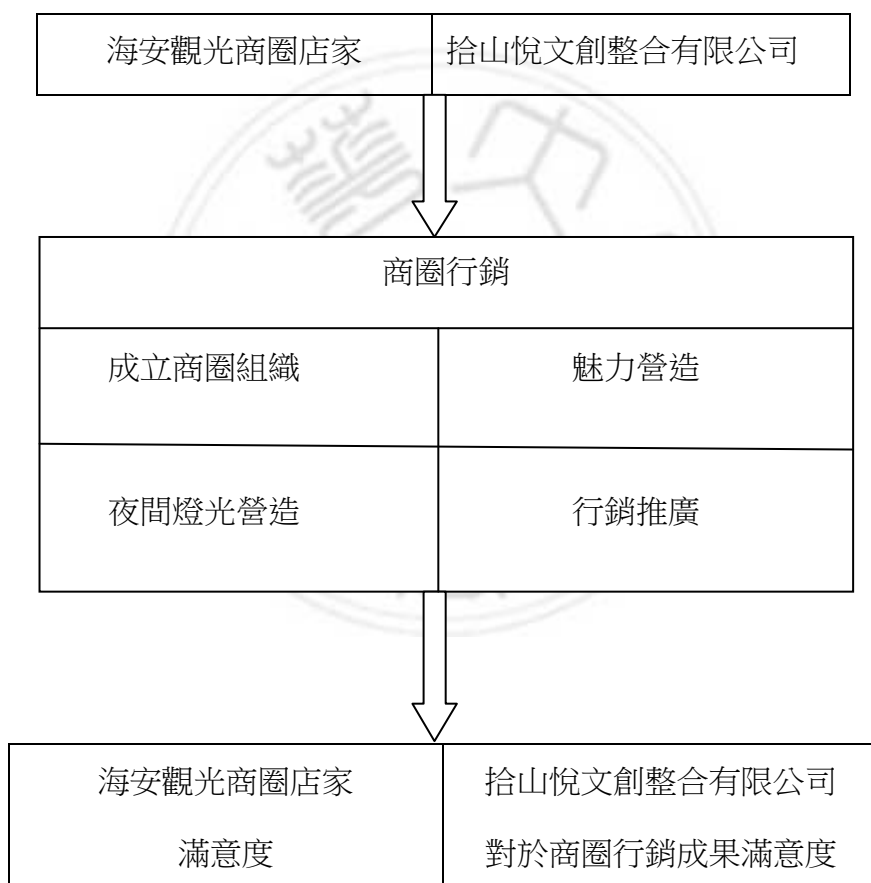 海安觀光商圈店家
拾山悅文創整合有限公司
商圈行銷
成立商圈組織
魅力營造
夜間燈光營造
行銷推廣
海安觀光商圈店家
滿意度
拾山悅文創整合有限公司
對於商圈行銷成果滿意度